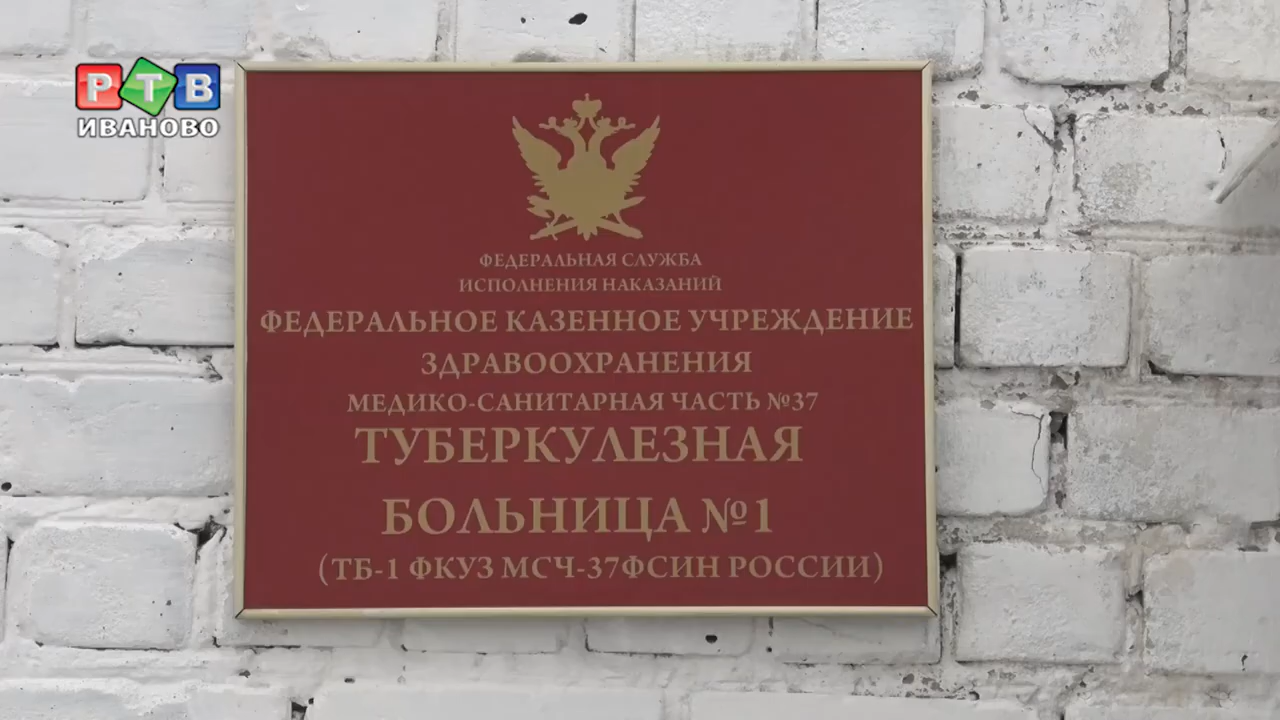 РТВ
ИВАНОВО
ФЕДЕРАЛЬНАЯ СЛУЖБА
ИСПОЛНЕНИЯ НАКАЗАНИЙ
ФЕДЕРАЛЬНОЕ КАЗЕННОЕ УЧРЕЖДЕНИЕ
ЗДРАВООХРАНЕНИЯ
МЕДИКО-САНИТАРНАЯ ЧАСТЬ №37
ТУБЕРКУЛЕЗНАЯ
БОЛЬНИЦА №1
(ТБ-1 ФКУЗ МСЧ-37ФСИН РОССИИ)